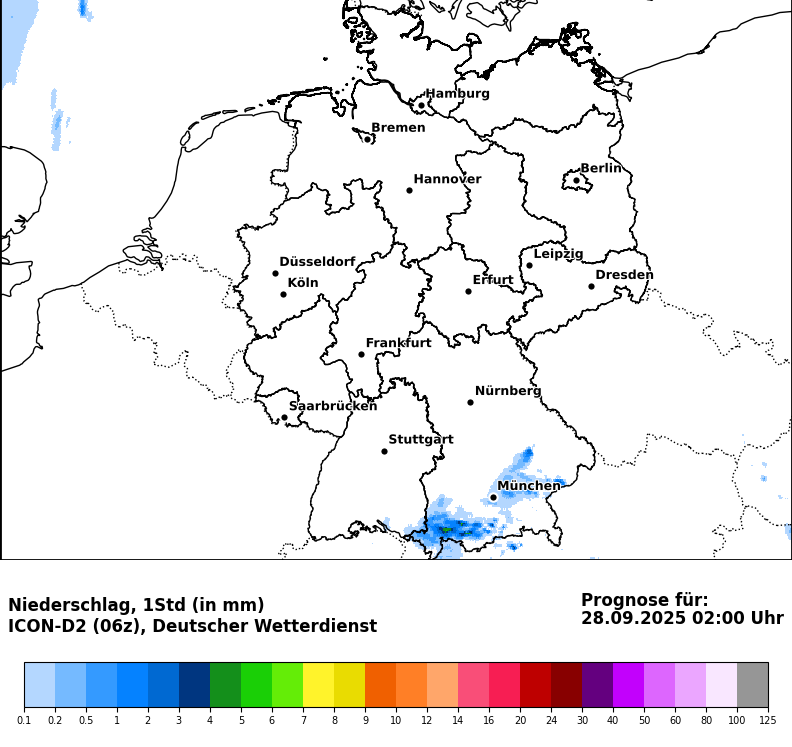 Hamburg
Bremen
Berlin
Hannover
Leipzig
Düsseldorf
Dresden
Köln
Erfurt
Frankfurt
Nürnberg
Saarbrücken
Stuttgart
München
Niederschlag, 1Std (in mm)
ICON-D2 (06z), Deutscher Wetterdienst
Prognose für:
28.09.2025 02:00 Uhr
0.1 0.2 0.5 1 2 3 4 5 6 7 8 9 10 12 14 16 20 24 30 40 50 60 80 100 125